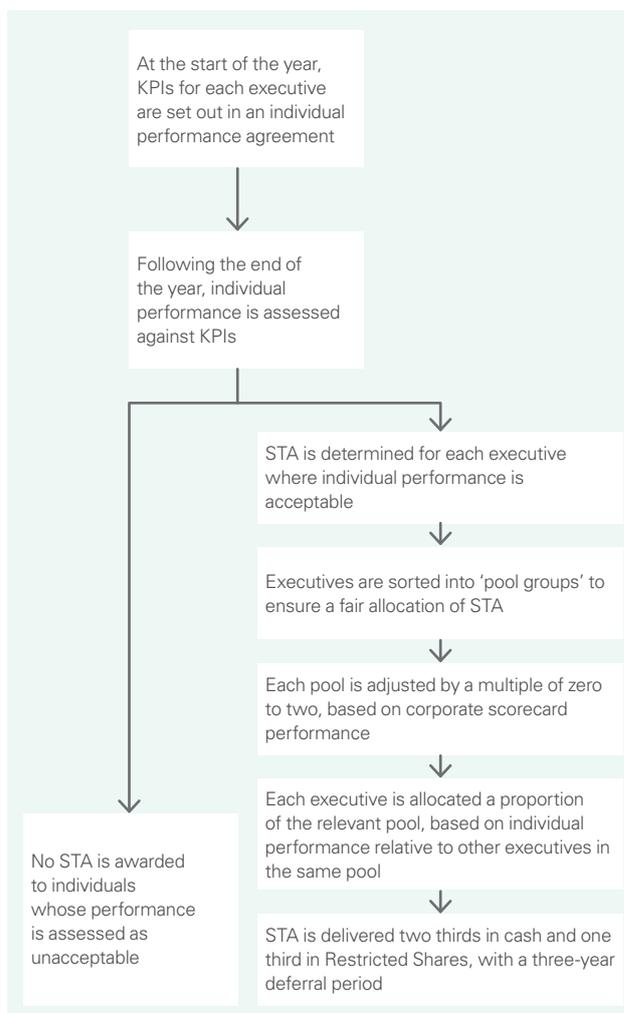 At the start of the year,
KPIs for each executive
are set out in an individual
performance agreement
Following the end of
the year, individual
performance is assessed
against KPIs
STA is determined for each executive
where individual performance is
acceptable
Executives are sorted into ‘pool groups’ to
ensure a fair allocation of STA
Each pool is adjusted by a multiple of zero
to two, based on corporate scorecard
performance
Each executive is allocated a proportion
of the relevant pool, based on individual
performance relative to other executives in
the same pool
No STA is awarded
to individuals
whose performance
is assessed as
unacceptable
STA is delivered two thirds in cash and one
third in Restricted Shares, with a three-year
deferral period